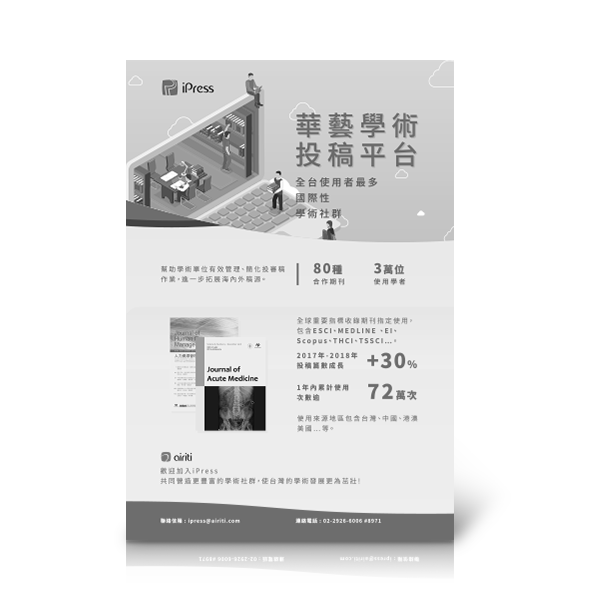 iPress
華藝學術
投稿平台
全台使用者最多
國際性
學術社群
幫助學術單位有效管理、簡化投審稿
作業，進一步拓展海內外稿源。
80種
合作期刊
3萬位
使用學者
全球重要指標收錄期刊指定使用，
包含ESCI、MEDLINE、EI、
Scopus、THCI、TSSCI…。
2017年-2018年
投稿篇數成長
+30%
1年內累計使用
次數逾
72萬次
使用來源地區包含台灣、中國、港澳
美國…等。
Journal of
Human
Manage
Journal of
Acute Medicine
airiti
歡迎加入iPress
共同營造更豐富的學術社群，使台灣的學術發展更為茁壯!
聯絡信箱：ipress@airiti.com
連絡電話：02-2926-6006 #8971